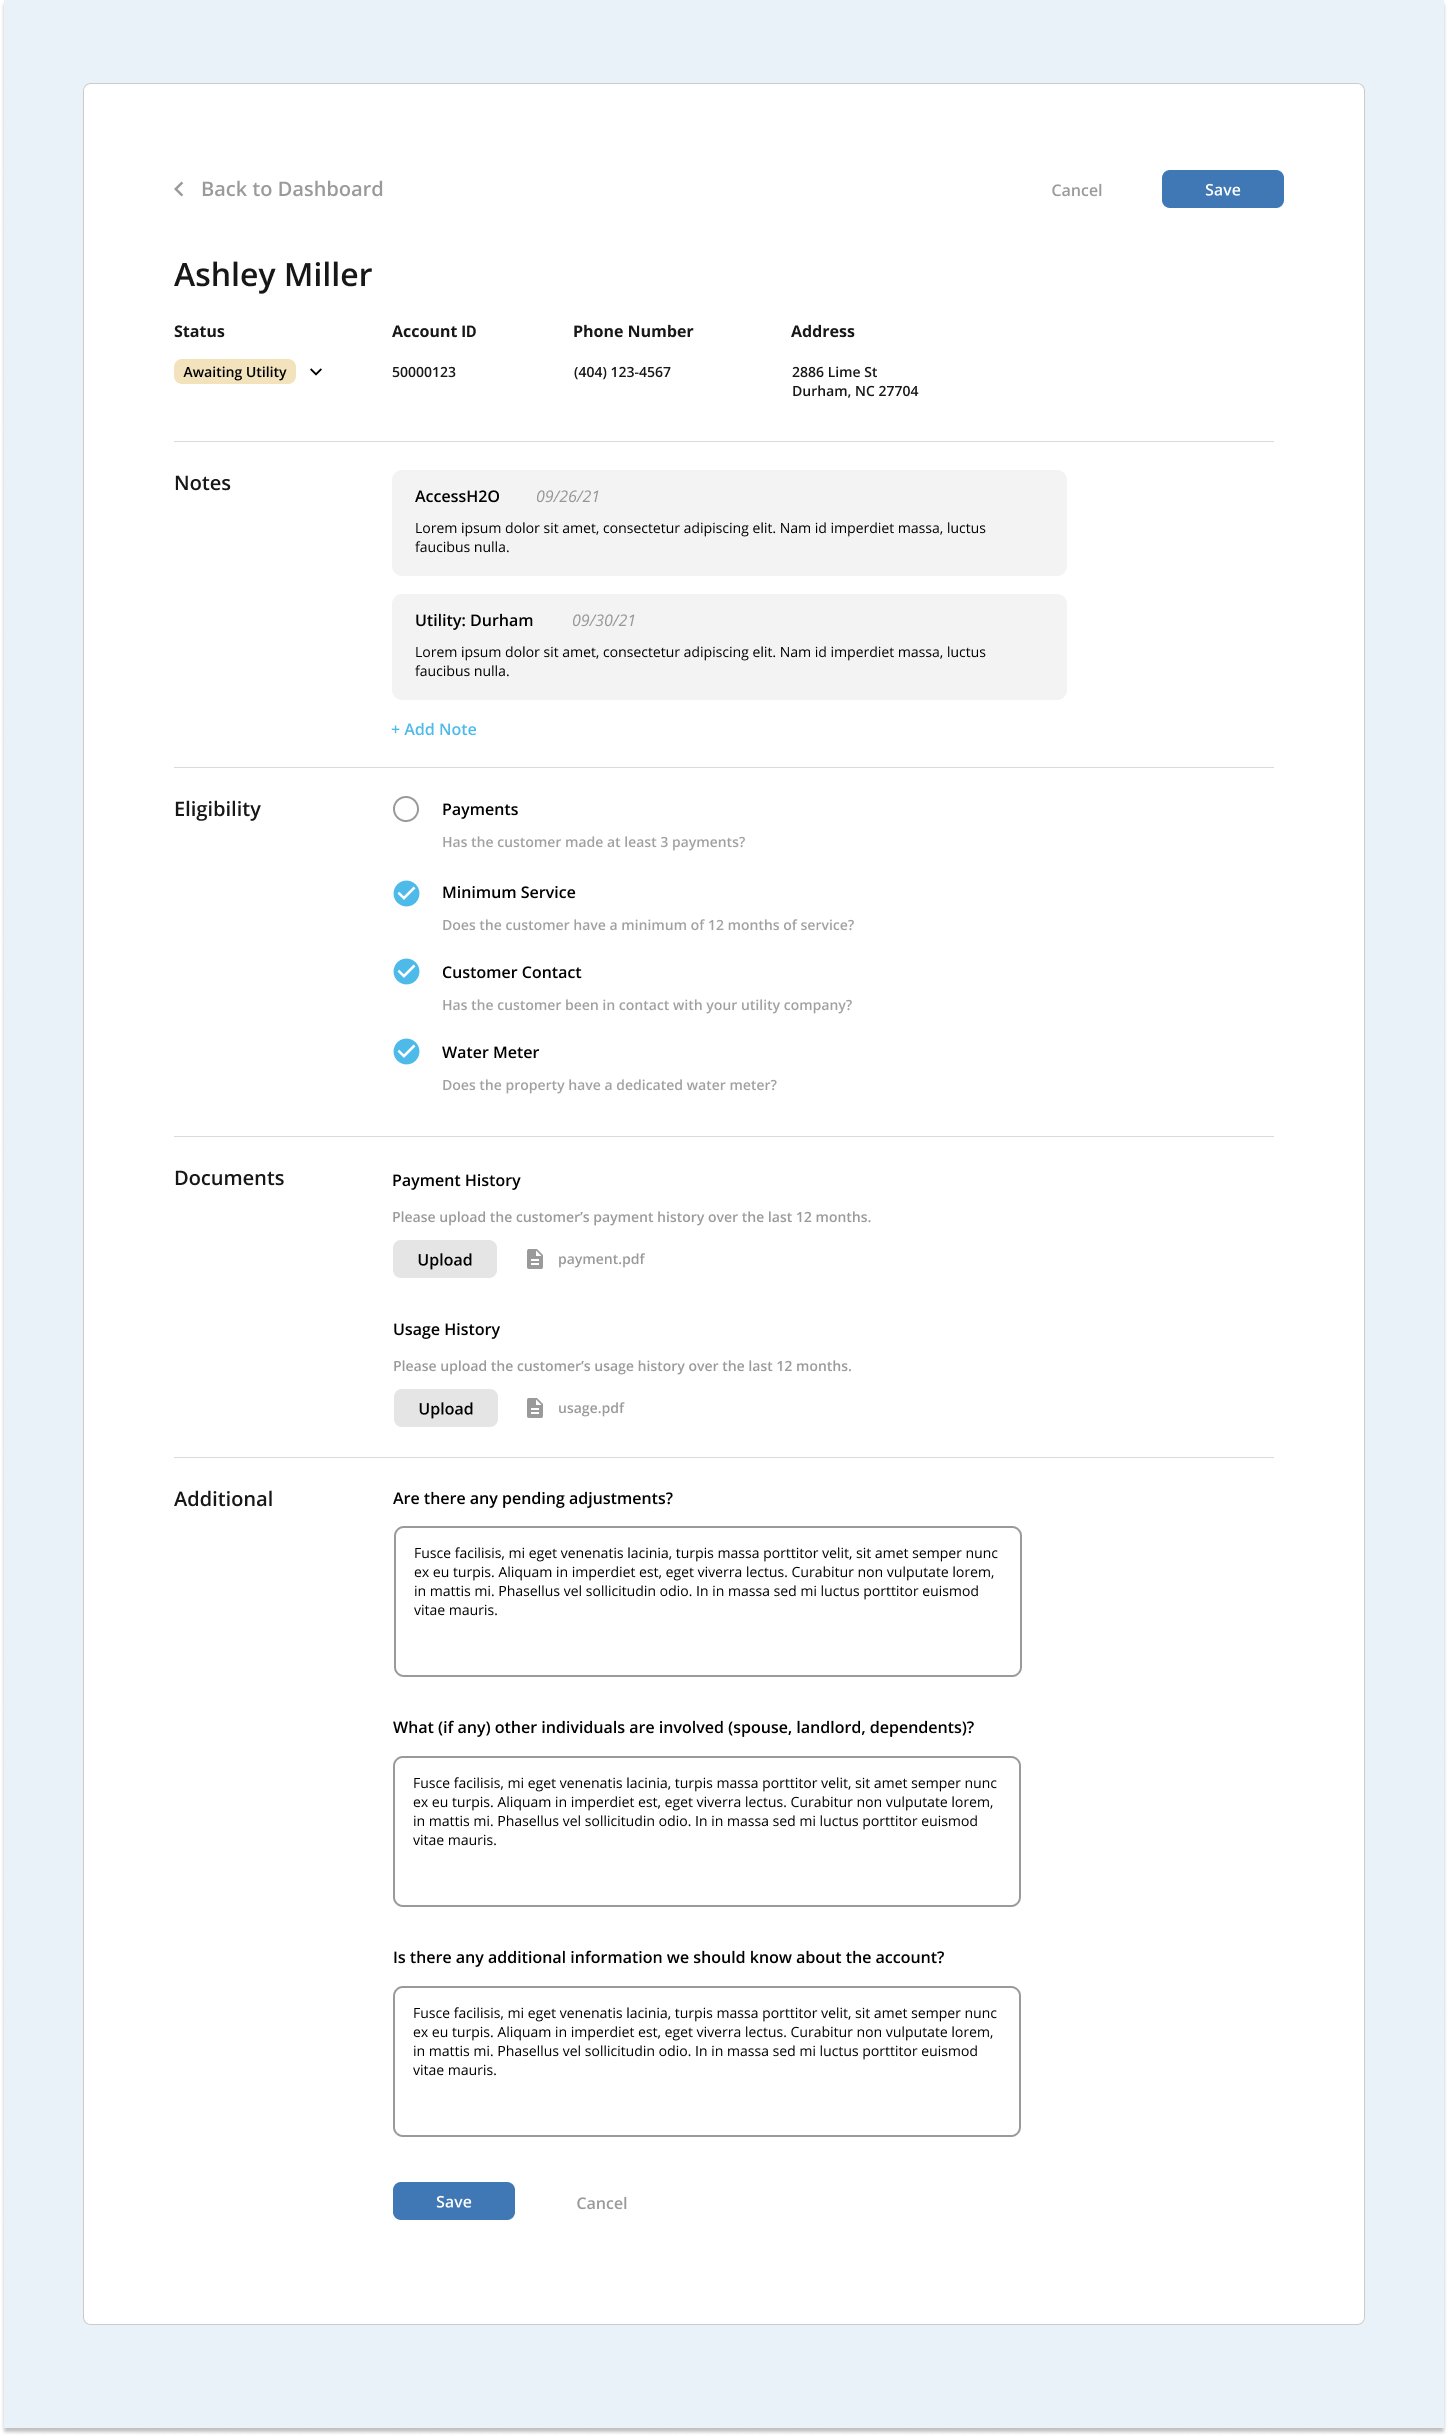 Back to Dashboard
Cancel
Save
Ashley Miller
Status
Account ID
Phone Number
Address
Awaiting Utility
50000123
(404) 123-4567
2886 Lime St
Durham, NC 27704
Notes
AccessH2O 09/26/21
Lorem ipsum dolor sit amet, consectetur adipiscing elit. Nam id imperdiet massa, luctus
faucibus nulla.
Utility: Durham 09/30/21
Lorem ipsum dolor sit amet, consectetur adipiscing elit. Nam id imperdiet massa, luctus
faucibus nulla.
+ Add Note
Eligibility
Payments
Has the customer made at least 3 payments?
Minimum Service
Does the customer have a minimum of 12 months of service?
Customer Contact
Has the customer been in contact with your utility company?
Water Meter
Does the property have a dedicated water meter?
Documents
Payment History
Please upload the customer’s payment history over the last 12 months.
Upload
payment.pdf
Usage History
Please upload the customer’s usage history over the last 12 months.
Upload
usage.pdf
Additional
Are there any pending adjustments?
Fusce facilisis, mi eget venenatis lacinia, turpis massa porttitor velit, sit amet semper nunc
ex eu turpis. Aliquam in imperdiet est, eget viverra lectus. Curabitur non vulputate lorem,
in mattis mi. Phasellus vel sollicitudin odio. In in massa sed mi luctus porttitor euismod
vitae mauris.
What (if any) other individuals are involved (spouse, landlord, dependents)?
Fusce facilisis, mi eget venenatis lacinia, turpis massa porttitor velit, sit amet semper nunc
ex eu turpis. Aliquam in imperdiet est, eget viverra lectus. Curabitur non vulputate lorem,
in mattis mi. Phasellus vel sollicitudin odio. In in massa sed mi luctus porttitor euismod
vitae mauris.
Is there any additional information we should know about the account?
Fusce facilisis, mi eget venenatis lacinia, turpis massa porttitor velit, sit amet semper nunc
ex eu turpis. Aliquam in imperdiet est, eget viverra lectus. Curabitur non vulputate lorem,
in mattis mi. Phasellus vel sollicitudin odio. In in massa sed mi luctus porttitor euismod
vitae mauris.
Save
Cancel